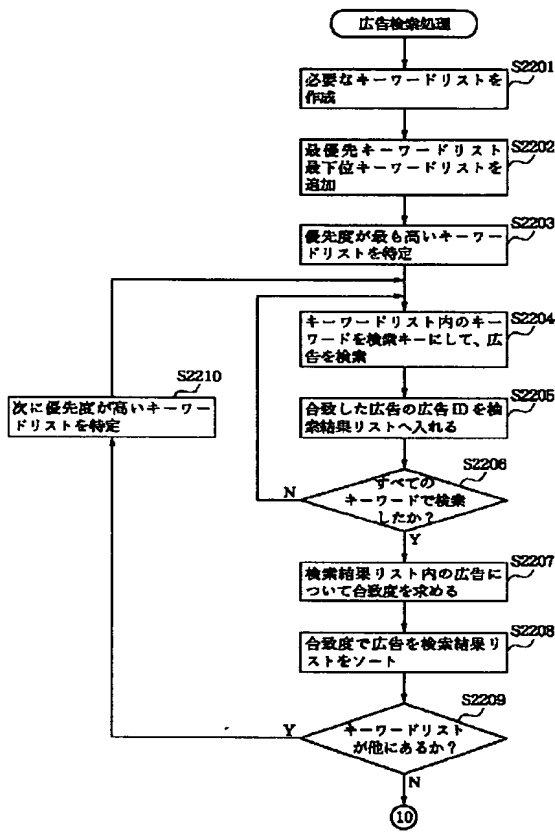 広告検索処理
S2201
必要なキーワードリストを
作成
S2202
最優先キーワードリスト
最下位キーワードリストを
追加
S2203
優先度が最も高いキーワー
ドリストを特定
S2204
キーワードリスト内のキー
ワードを検索キーにして、広
告を検索
S2210
次に優先度が高いキーワー
ドリストを特定
S2205
合致した広告の広告IDを検
索結果リストへ入れる
S2206
すべての
キーワードで検索
したか?
N
Y
S2207
検索結果リスト内の広告に
ついて合致度を求める
S2208
合致度で広告を検索結果リ
ストをソート
S2209
キーワードリスト
が他にあるか?
Y
N
10